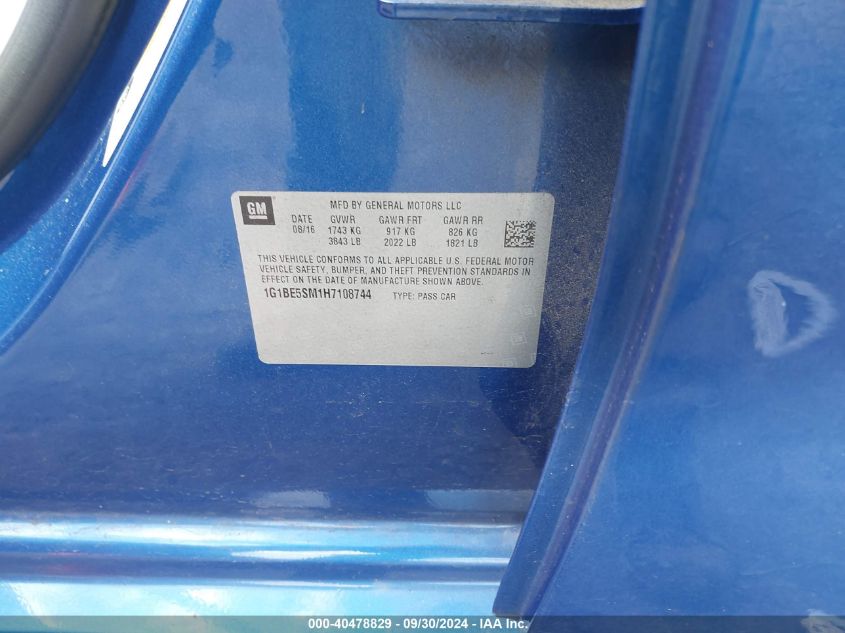 GM
MFD BY GENERAL MOTORS LLC
DATE GVWR GAWR FRT GAWR RR
08/16 1743 KG 917 KG 826 KG
3843 LB 2022 LB 1821 LB
THIS VEHICLE CONFORMS TO ALL APPLICABLE U.S. FEDERAL MOTOR
VEHICLE SAFETY, BUMPER, AND THEFT PREVENTION STANDARDS IN
EFFECT ON THE DATE OF MANUFACTURE SHOWN ABOVE.
1G1BE5SM1H7108744 TYPE: PASS CAR
000-40478829 - 09/30/2024 - IAA Inc.